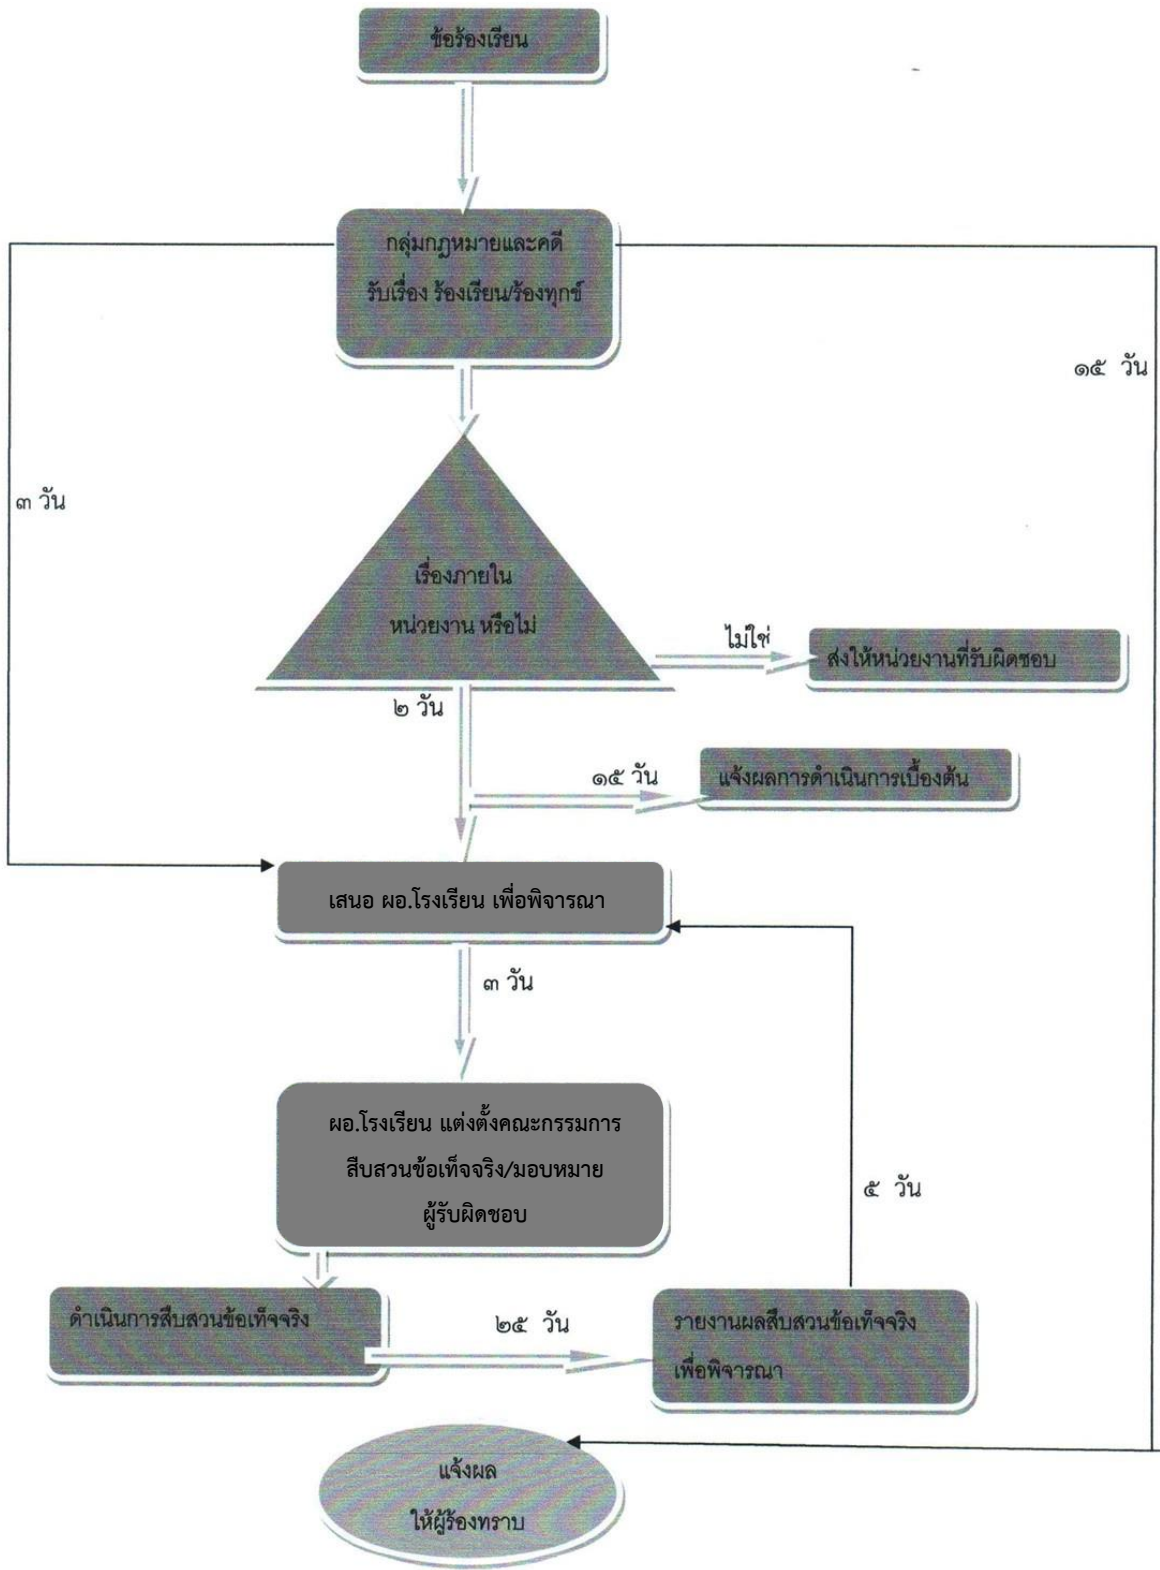 ข้อร้องเรียน
กลุ่มกฎหมายและคดี
รับเรื่อง ร้องเรียน/ร้องทุกข์
๑๕ วัน
๓ วัน
เรื่องภายใน
หน่วยงาน หรือไม่
ไม่ใช่
ส่งให้หน่วยงานที่รับผิดชอบ
๒ วัน
๑๕ วัน
แจ้งผลการดำเนินการเบื้องต้น
เสนอ ผอ.โรงเรียน เพื่อพิจารณา
๓ วัน
ผอ.โรงเรียน แต่งตั้งคณะกรรมการ
สืบสวนข้อเท็จจริง/มอบหมาย
ผู้รับผิดชอบ
๕ วัน
ดำเนินการสืบสวนข้อเท็จจริง
๒๕ วัน
รายงานผลสืบสวนข้อเท็จจริง
เพื่อพิจารณา
แจ้งผล
ให้ผู้ร้องทราบ